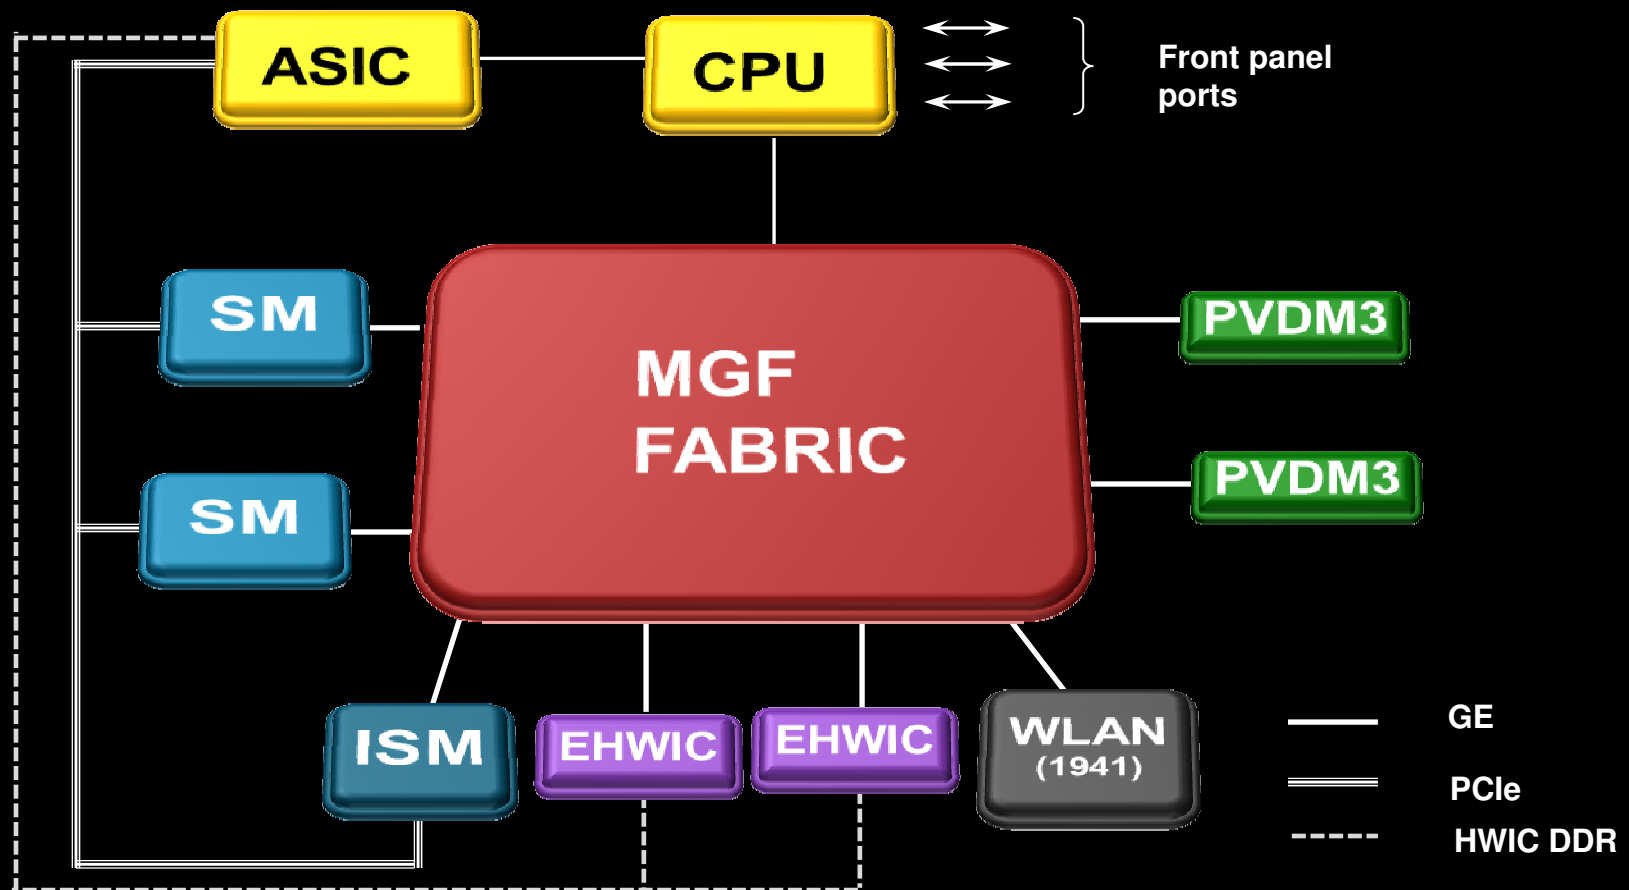 ASIC
CPU
Front panel
ports
SM
PVDM3
MGF
FABRIC
SM
PVDM3
ISM
EHWIC
EHWIC
WLAN
(1941)
GE
PCIe
HWIC DDR